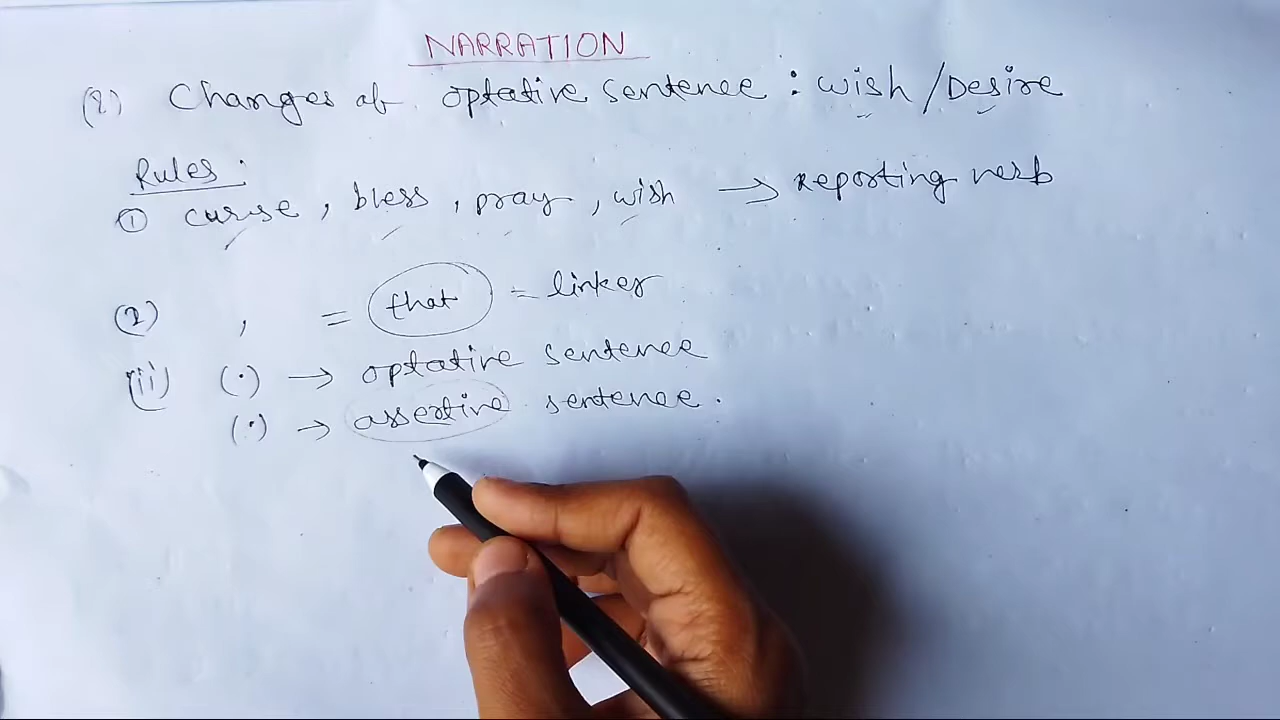 NARRATION
(2) Changes of optative sentence : wish / Desire
Rules :
① curse , bless , pray , wish → Reporting verb
(2) , = that = linker
(iii) (.) → optative sentence
(.) → assertive sentence .